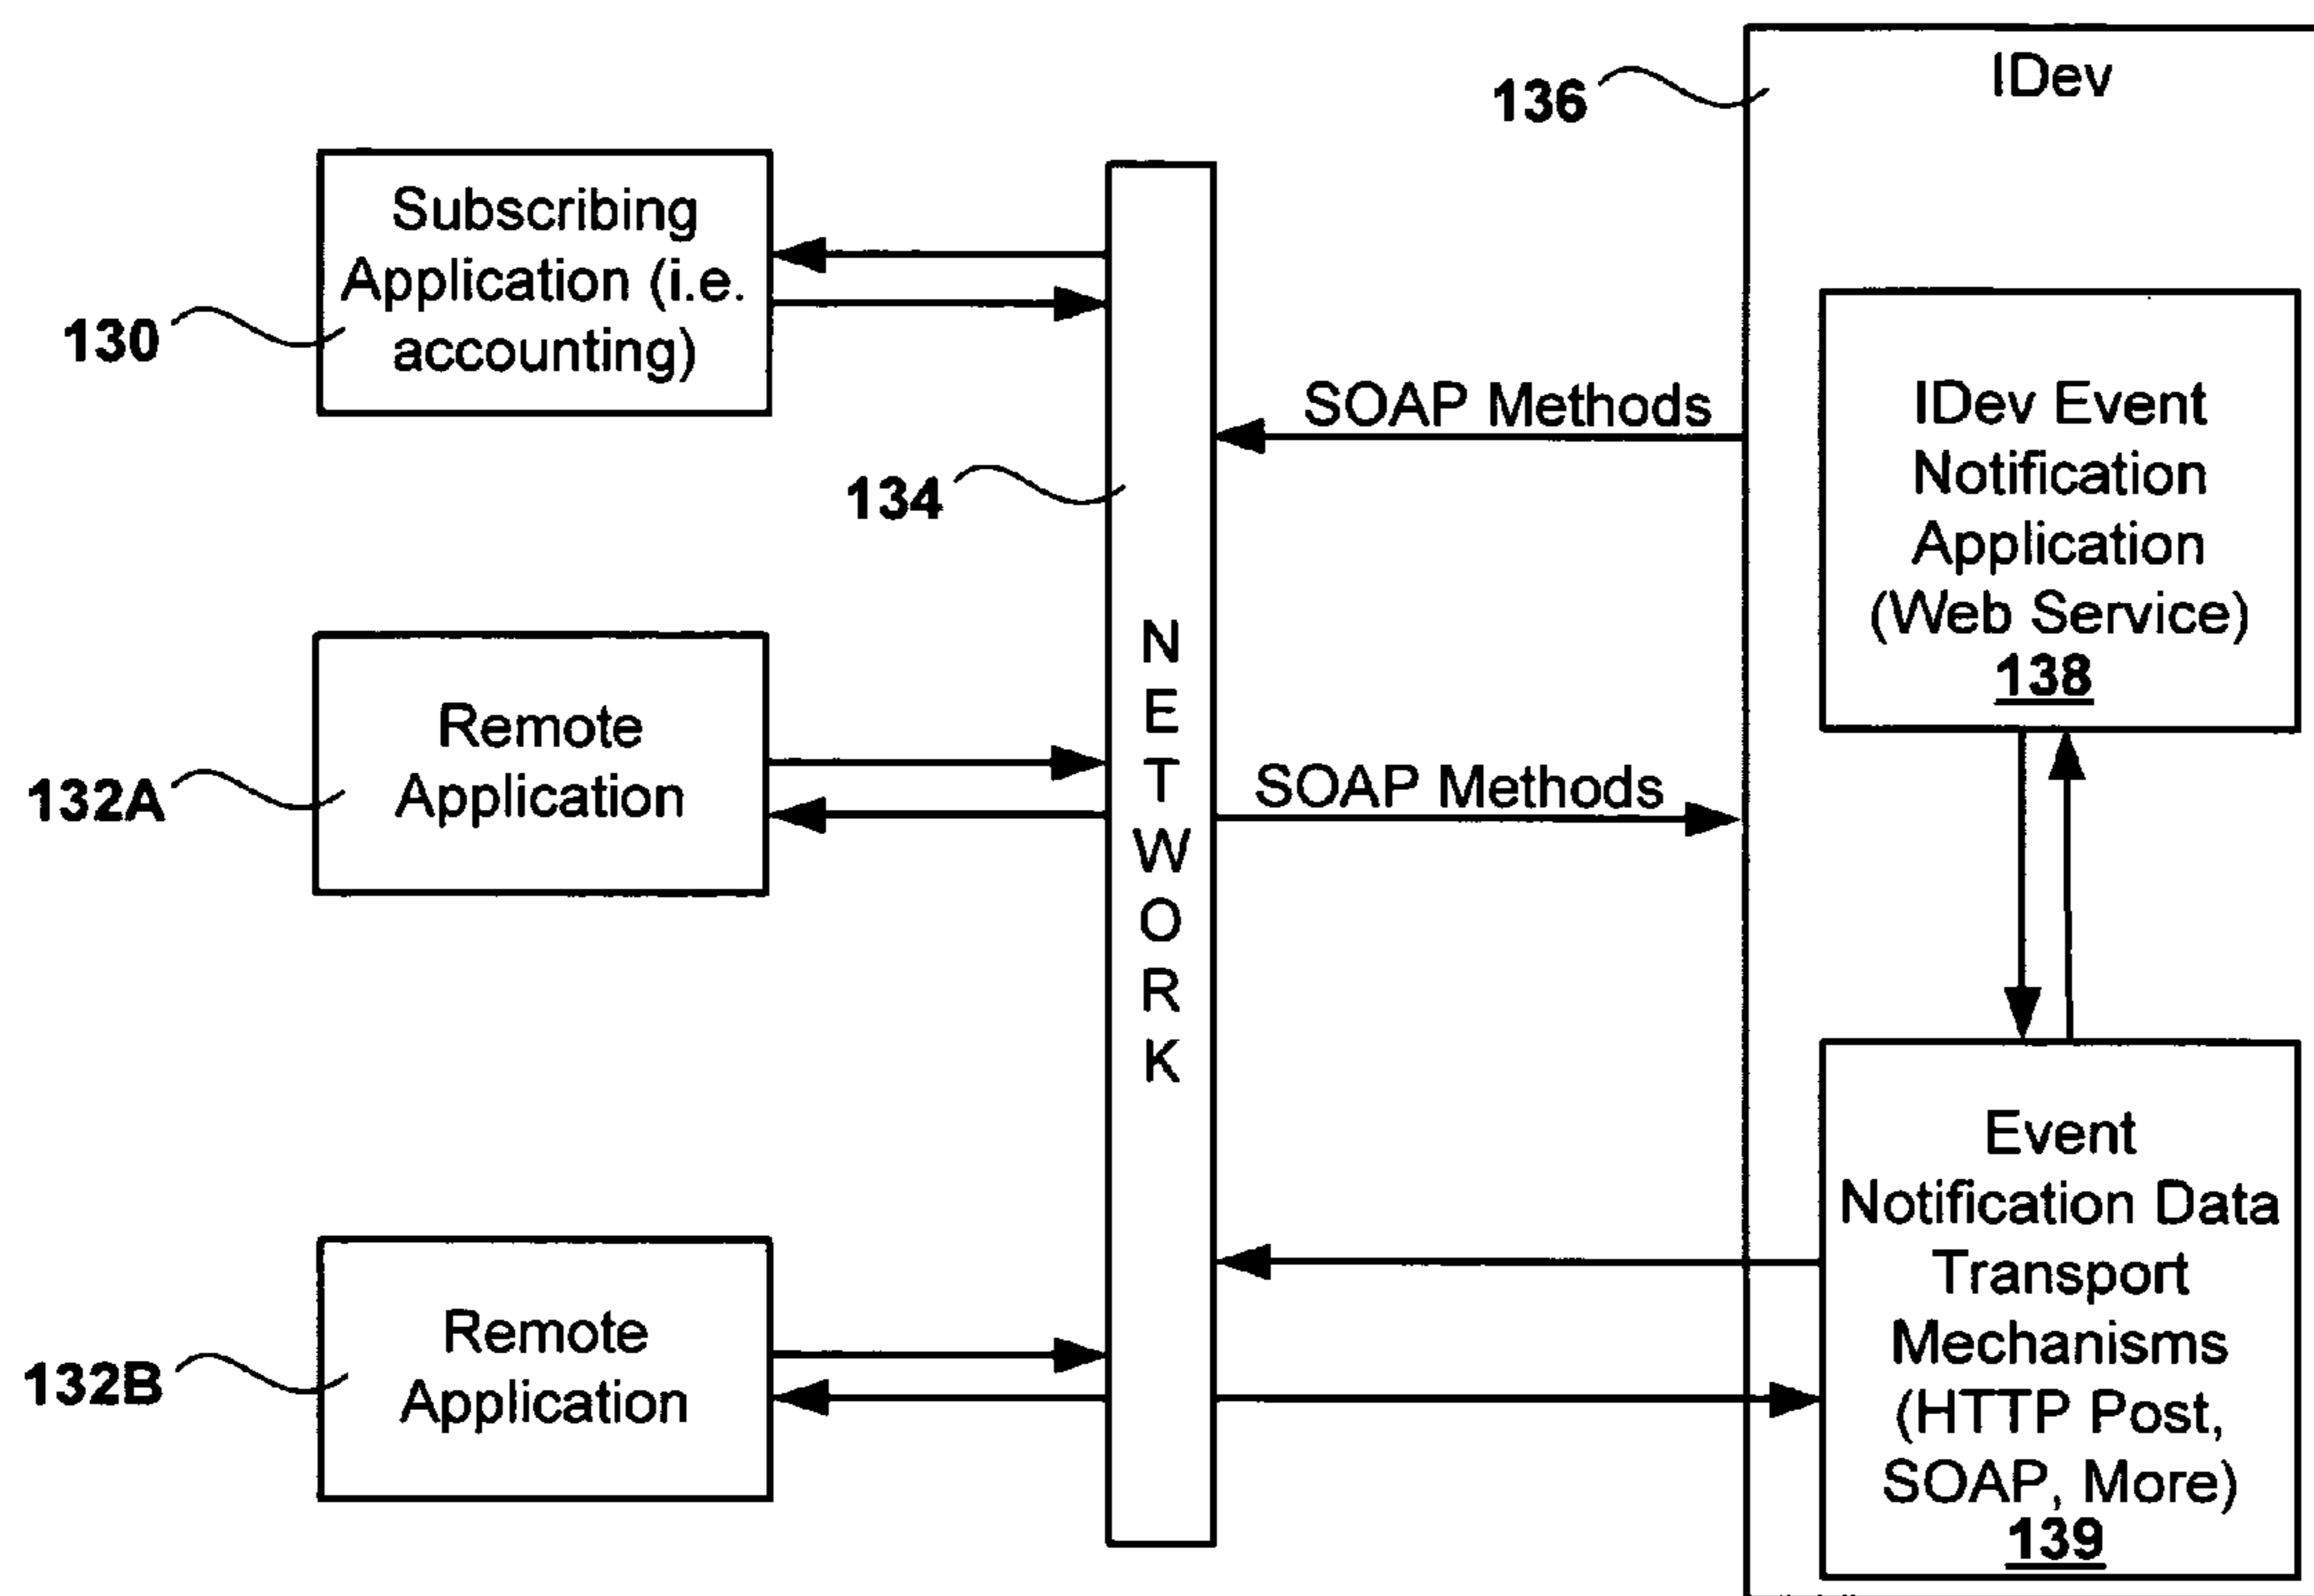 IDev
136
Subscribing
Application (i.e.
accounting)
130
SOAP Methods
134
IDev Event
Notification
Application
(Web Service)
138
NETWORK
Remote
Application
132A
SOAP Methods
Event
Notification Data
Transport
Mechanisms
(HTTP Post,
SOAP, More)
139
Remote
Application
132B